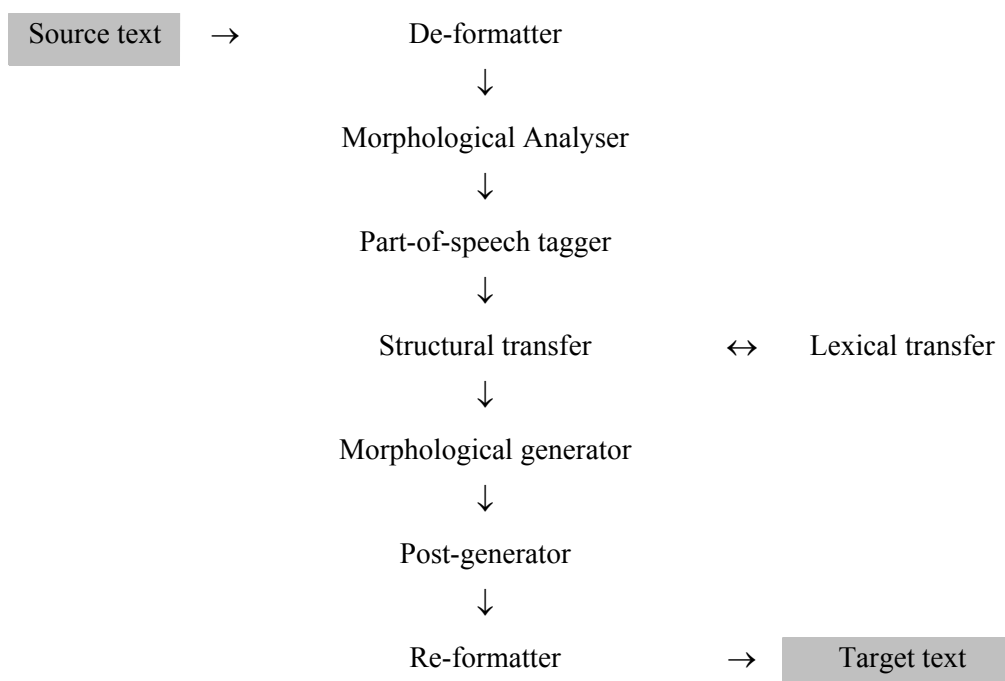 Source text → De-formatter
↓
Morphological Analyser
↓
Part-of-speech tagger
↓
Structural transfer ↔ Lexical transfer
↓
Morphological generator
↓
Post-generator
↓
Re-formatter → Target text